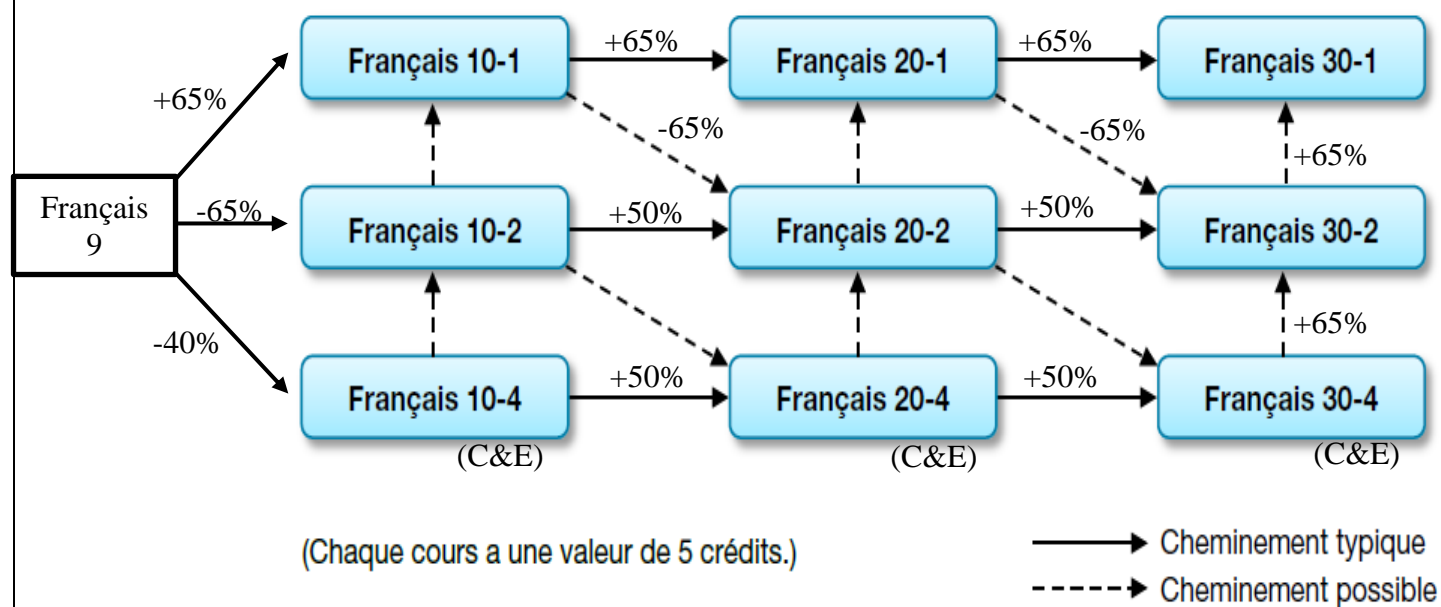 Français 10-1
+65%
Français 20-1
+65%
Français 30-1
+65%
-65%
-65%
+65%
Français
9
-65%
Français 10-2
+50%
Français 20-2
+50%
Français 30-2
-40%
+65%
Français 10-4
+50%
Français 20-4
+50%
Français 30-4
(C&E)
(C&E)
(C&E)
(Chaque cours a une valeur de 5 crédits.)
Cheminement typique
Cheminement possible